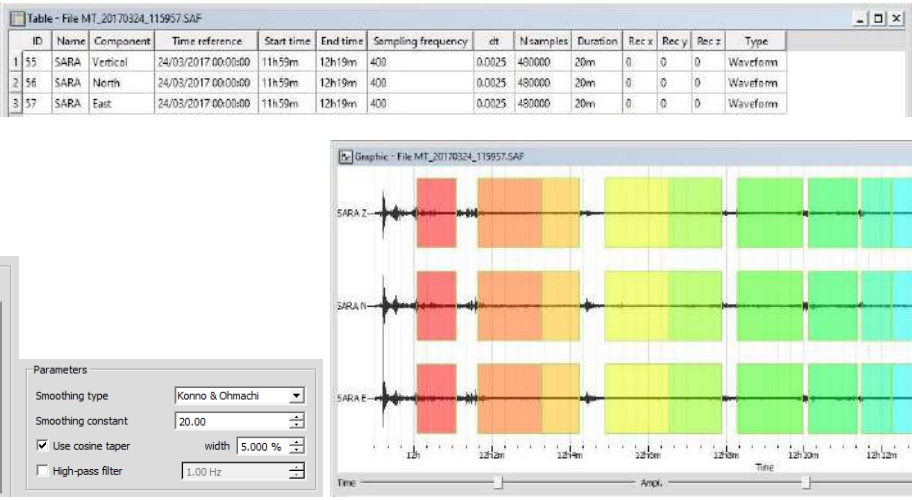 Table - File MT_20170324_115957.SAF
ID Name Component Time reference Start time End time Sampling frequency dt N samples Duration Rec x Rec y Rec z Type
1 55 SARA Vertical 24/03/2017 00:00:00 11h59m 12h19m 400 0.0025 480000 20m 0 0 0 Waveform
2 56 SARA North 24/03/2017 00:00:00 11h59m 12h19m 400 0.0025 480000 20m 0 0 0 Waveform
3 57 SARA East 24/03/2017 00:00:00 11h59m 12h19m 400 0.0025 480000 20m 0 0 0 Waveform
Graphic - File MT_20170324_115957.SAF
SARA Z
SARA N
SARA E
12h 12h2m 12h4m 12h6m 12h10m 12h12m
Time
Time Ampl.
Parameters
Smoothing type Konno & Ohmachi
Smoothing constant 20.00
Use cosine taper width 5.000 %
High-pass filter 1.00 Hz